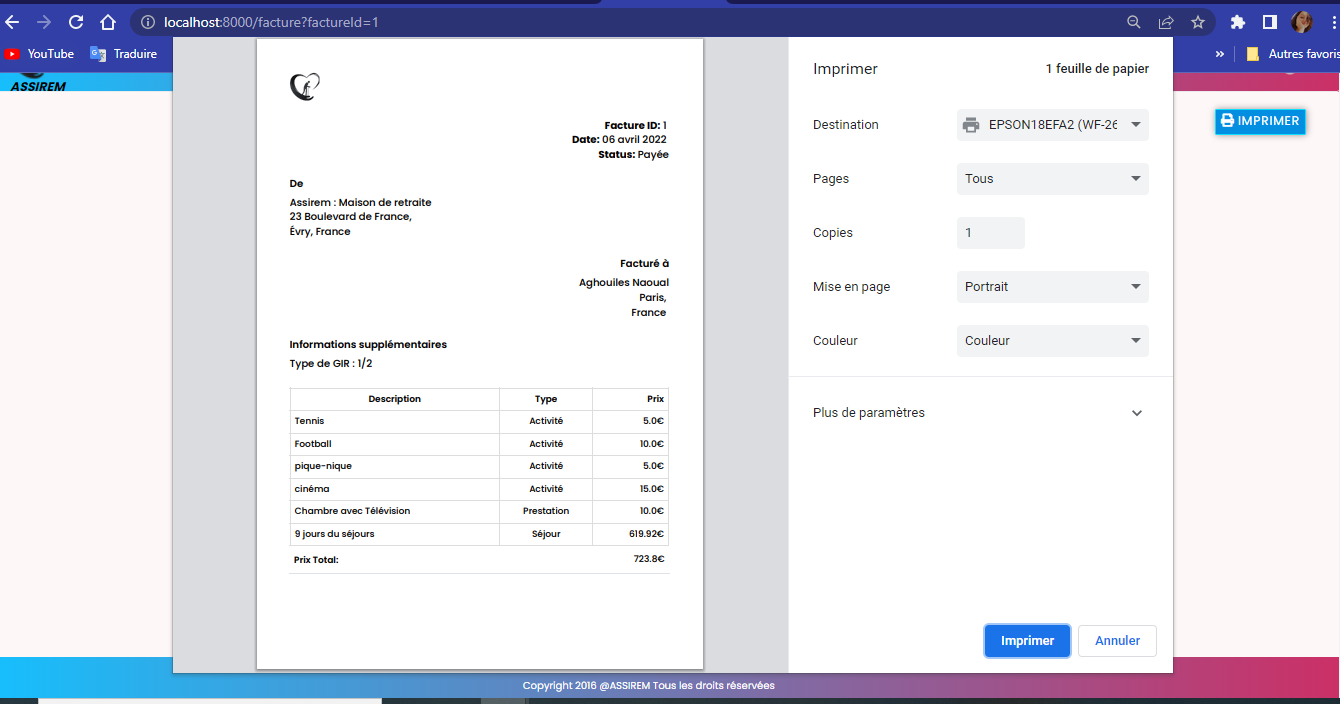 localhost:8000/facture?factureId=1
YouTube
Traduire
»
Autres favoris
ASSIREM
IMPRIMER
Facture ID: 1
Date: 06 avril 2022
Status: Payée
De
Assirem : Maison de retraite
23 Boulevard de France,
Évry, France
Facturé à
Aghouiles Naoual
Paris,
France
Informations supplémentaires
Type de GIR : 1/2
Description Type Prix
Tennis Activité 5.0€
Football Activité 10.0€
pique-nique Activité 5.0€
cinéma Activité 15.0€
Chambre avec Télévision Prestation 10.0€
9 jours du séjours Séjour 619.92€
Prix Total: 723.8€
Imprimer 1 feuille de papier
Destination EPSON18EFA2 (WF-26
Pages Tous
Copies 1
Mise en page Portrait
Couleur Couleur
Plus de paramètres
Imprimer Annuler
Copyright 2016 @ASSIREM Tous les droits réservées